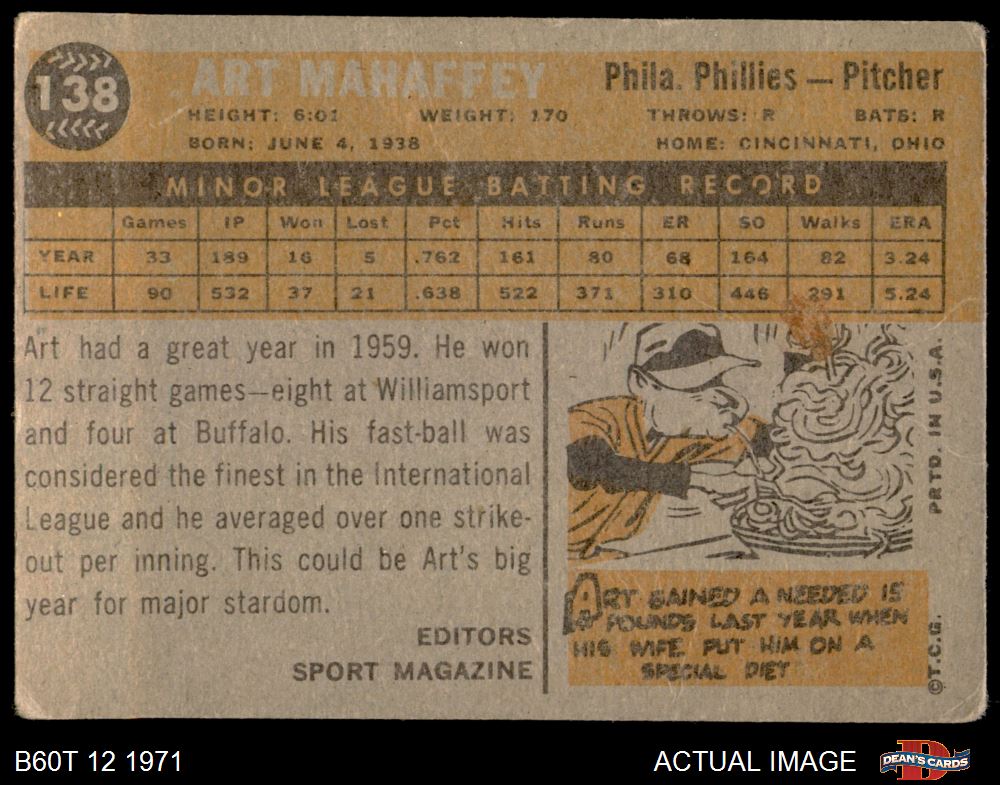 138
ART MAHAFFEY Phila. Phillies — Pitcher
HEIGHT: 6:01 WEIGHT: 170 THROWS: R BATS: R
BORN: JUNE 4, 1938 HOME: CINCINNATI, OHIO
MINOR LEAGUE BATTING RECORD
Games IP Won Lost Pct Hits Runs ER SO Walks ERA
YEAR 33 189 16 5 .762 161 80 68 164 82 3.24
LIFE 90 532 37 21 .638 522 371 310 446 291 5.24
Art had a great year in 1959. He won
12 straight games—eight at Williamsport
and four at Buffalo. His fast-ball was
considered the finest in the International
League and he averaged over one strike-
out per inning. This could be Art's big
year for major stardom.
EDITORS
SPORT MAGAZINE
ART GAINED A NEEDED 15
POUNDS LAST YEAR WHEN
HIS WIFE PUT HIM ON A
SPECIAL DIET
PRTD. IN U.S.A.
©T.C.G.
B60T 12 1971 ACTUAL IMAGE
D
DEAN'S CARDS